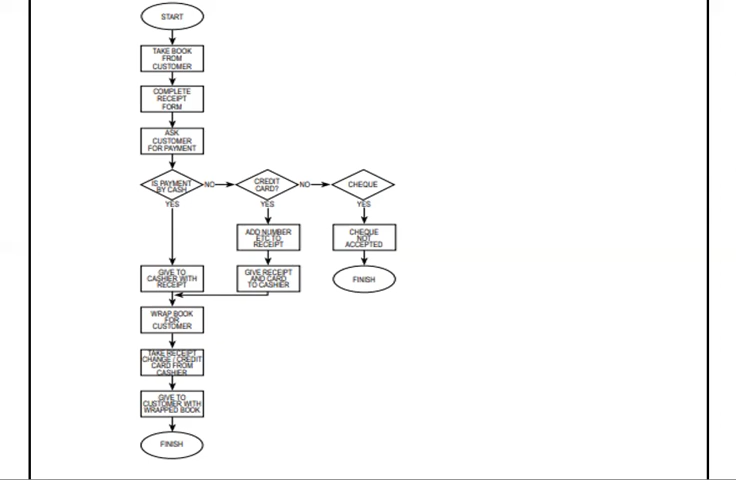 START
TAKE BOOK
FROM
CUSTOMER
COMPLETE
RECEIPT
FORM
ASK
CUSTOMER
FOR PAYMENT
IS PAYMENT
BY CASH
NO
CREDIT
CARD?
NO
CHEQUE
YES
YES
YES
ADD NUMBER
ETC TO
RECEIPT
CHEQUE
NOT
ACCEPTED
GIVE TO
CASHIER WITH
RECEIPT
GIVE RECEIPT
AND CARD
TO CASHIER
FINISH
WRAP BOOK
FOR
CUSTOMER
TAKE RECEIPT
CHANGE / CREDIT
CARD FROM
CASHIER
GIVE TO
CUSTOMER WITH
WRAPPED BOOK
FINISH